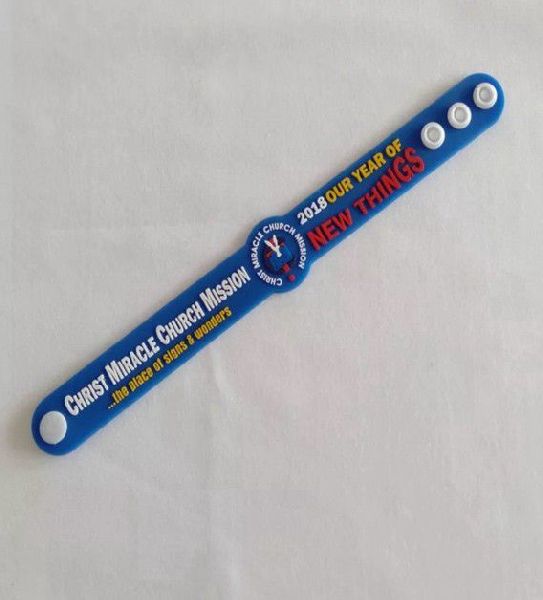 CHRIST MIRACLE CHURCH MISSION
...the place of signs & wonders
CHRIST MIRACLE CHURCH MISSION
2018 OUR YEAR OF
NEW THINGS